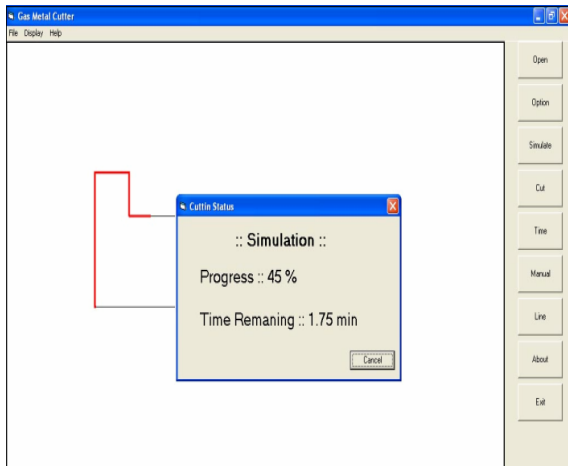 Gas Metal Cutter
File Display Help
Open
Option
Simulate
Cut
Time
Manual
Line
About
Exit
Cuttin Status
:: Simulation ::
Progress :: 45 %
Time Remaning :: 1.75 min
Cancel